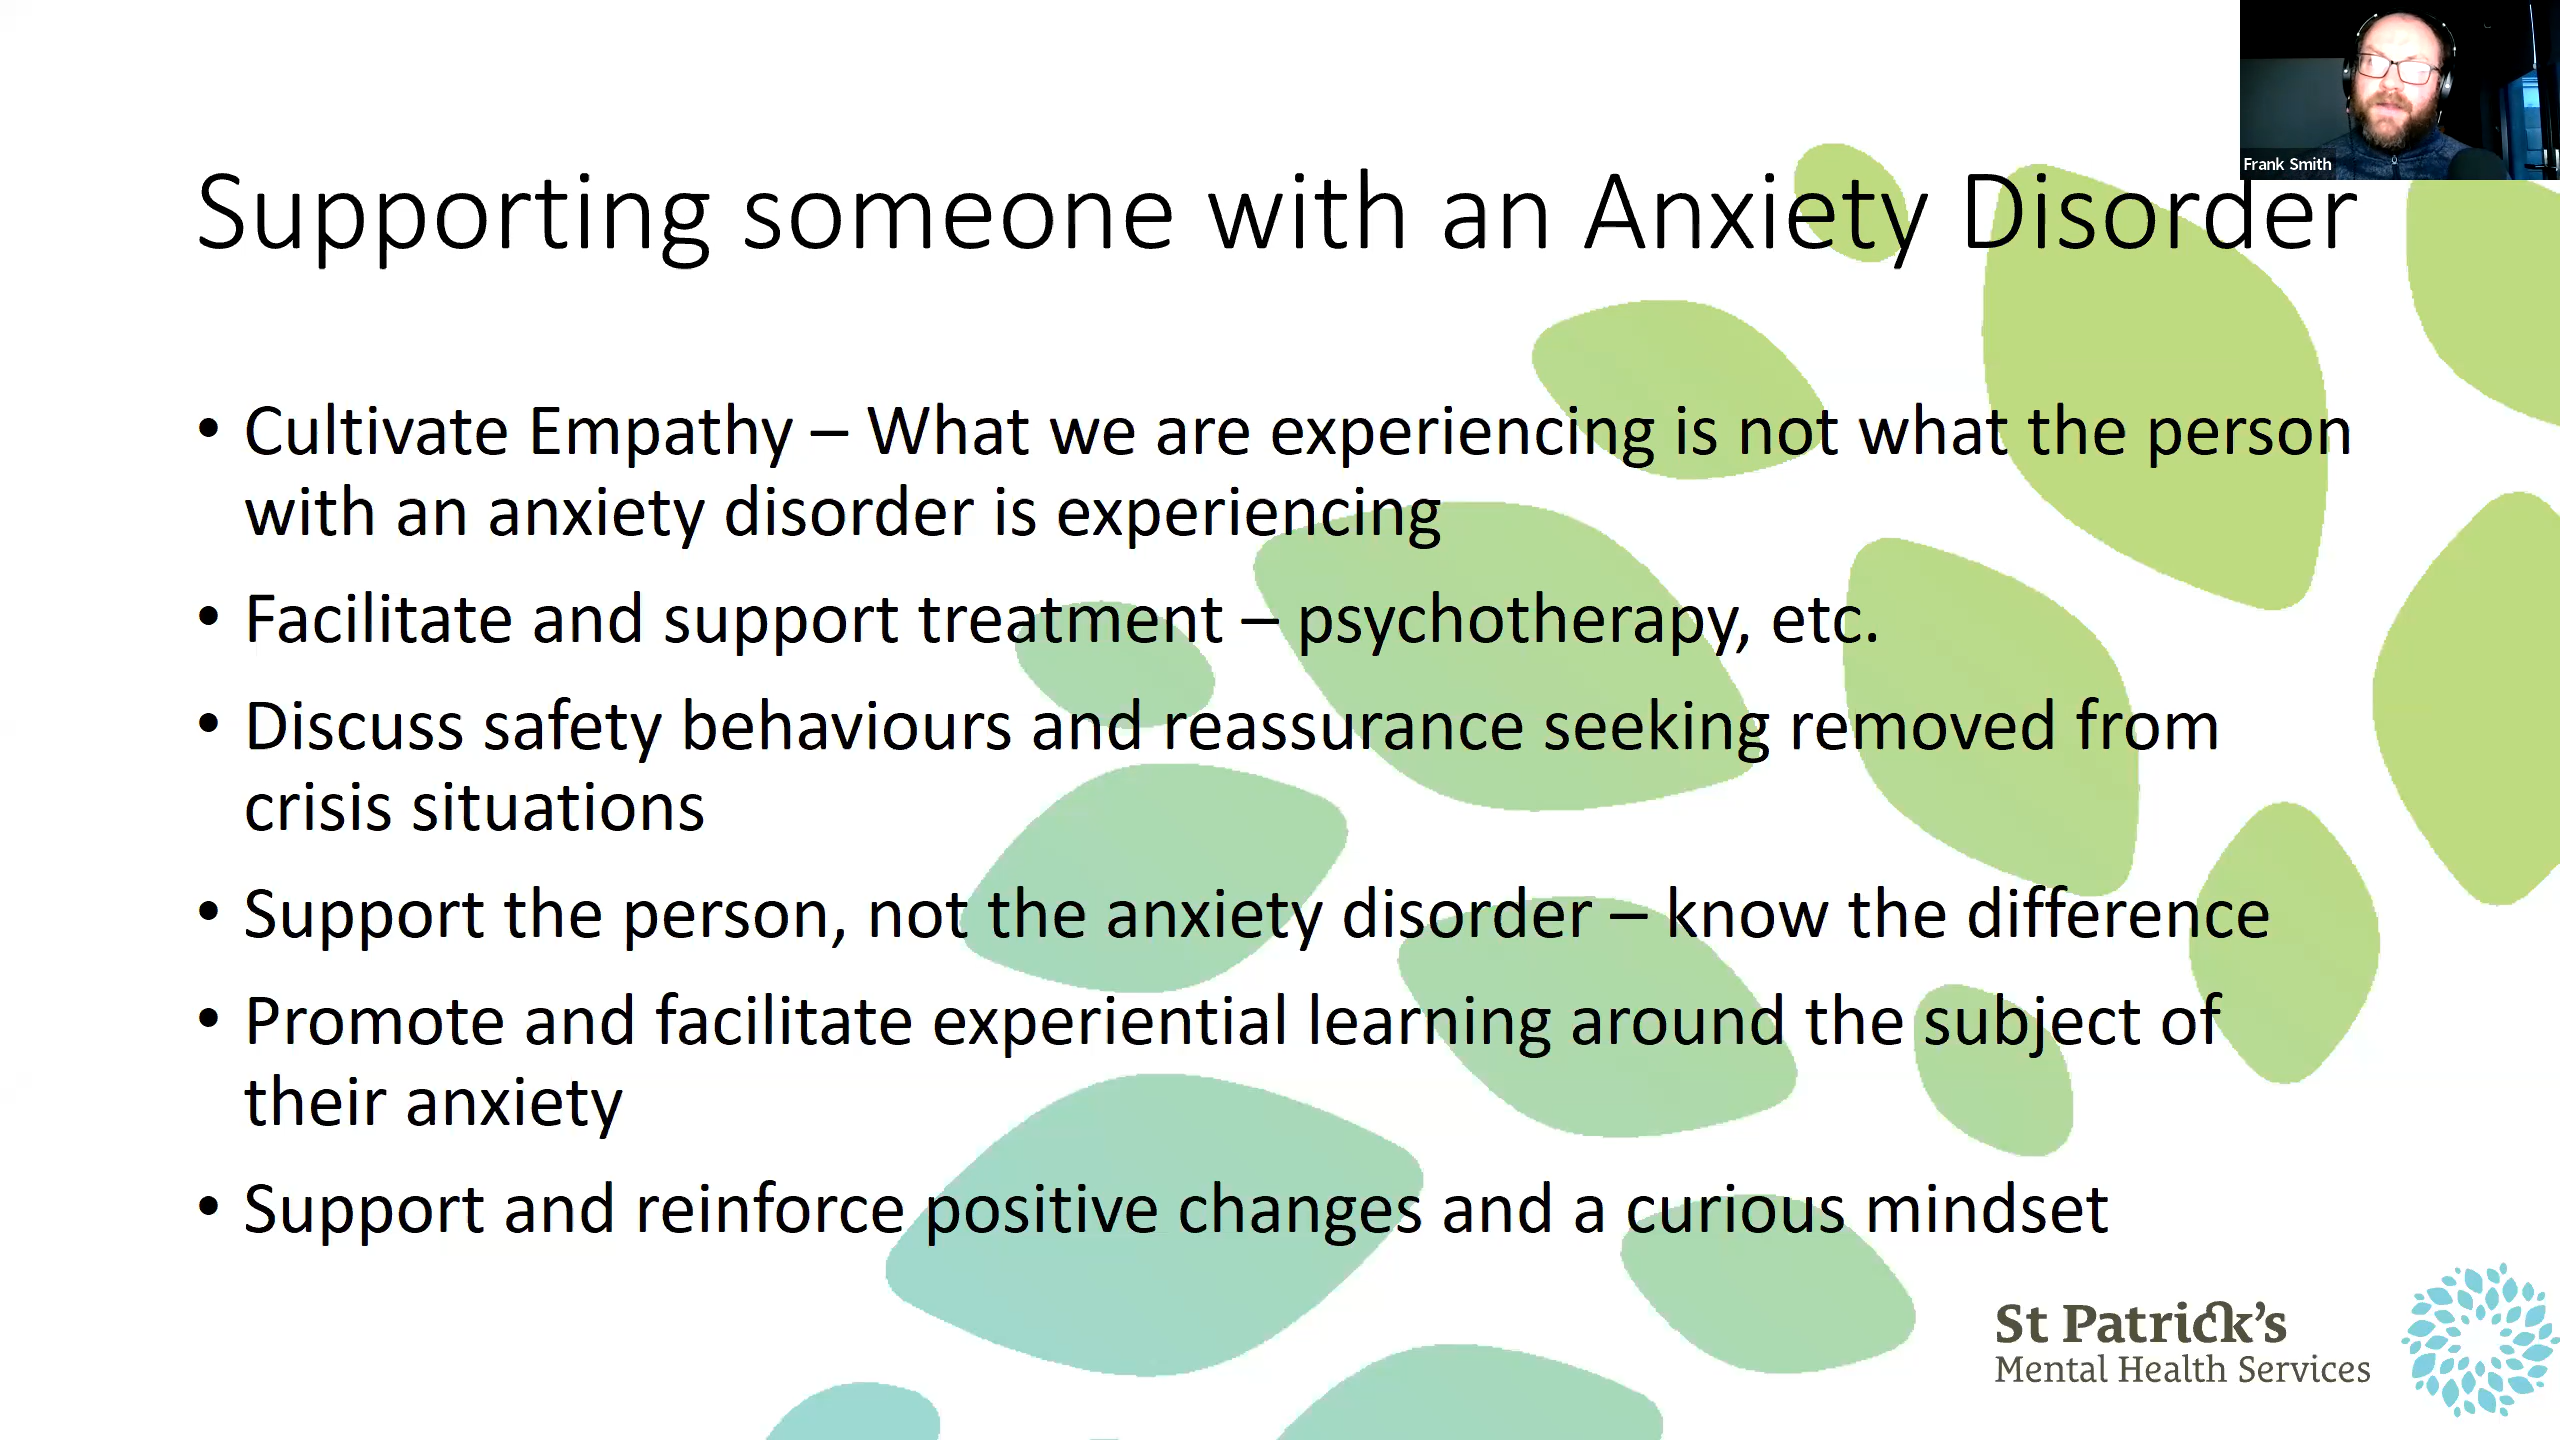 Frank Smith
Supporting someone with an Anxiety Disorder
• Cultivate Empathy – What we are experiencing is not what the person
with an anxiety disorder is experiencing
• Facilitate and support treatment – psychotherapy, etc.
• Discuss safety behaviours and reassurance seeking removed from
crisis situations
• Support the person, not the anxiety disorder – know the difference
• Promote and facilitate experiential learning around the subject of
their anxiety
• Support and reinforce positive changes and a curious mindset
St Patrick's
Mental Health Services